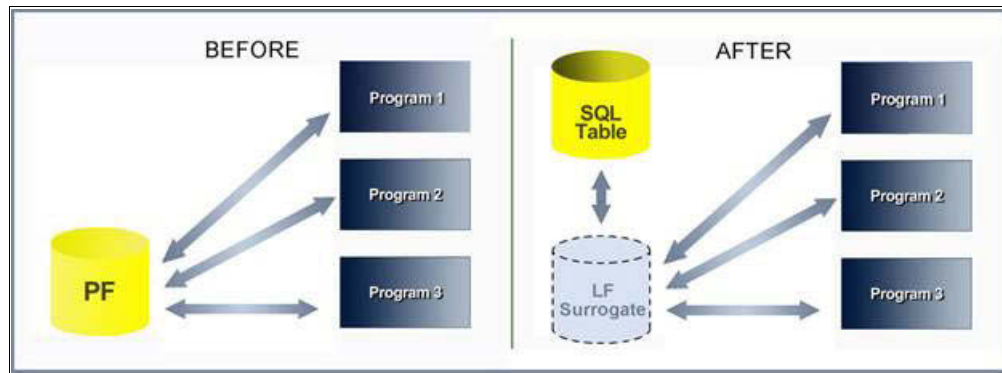 BEFORE
Program 1
Program 2
PF
Program 3
AFTER
SQL
Table
Program 1
Program 2
LF
Surrogate
Program 3